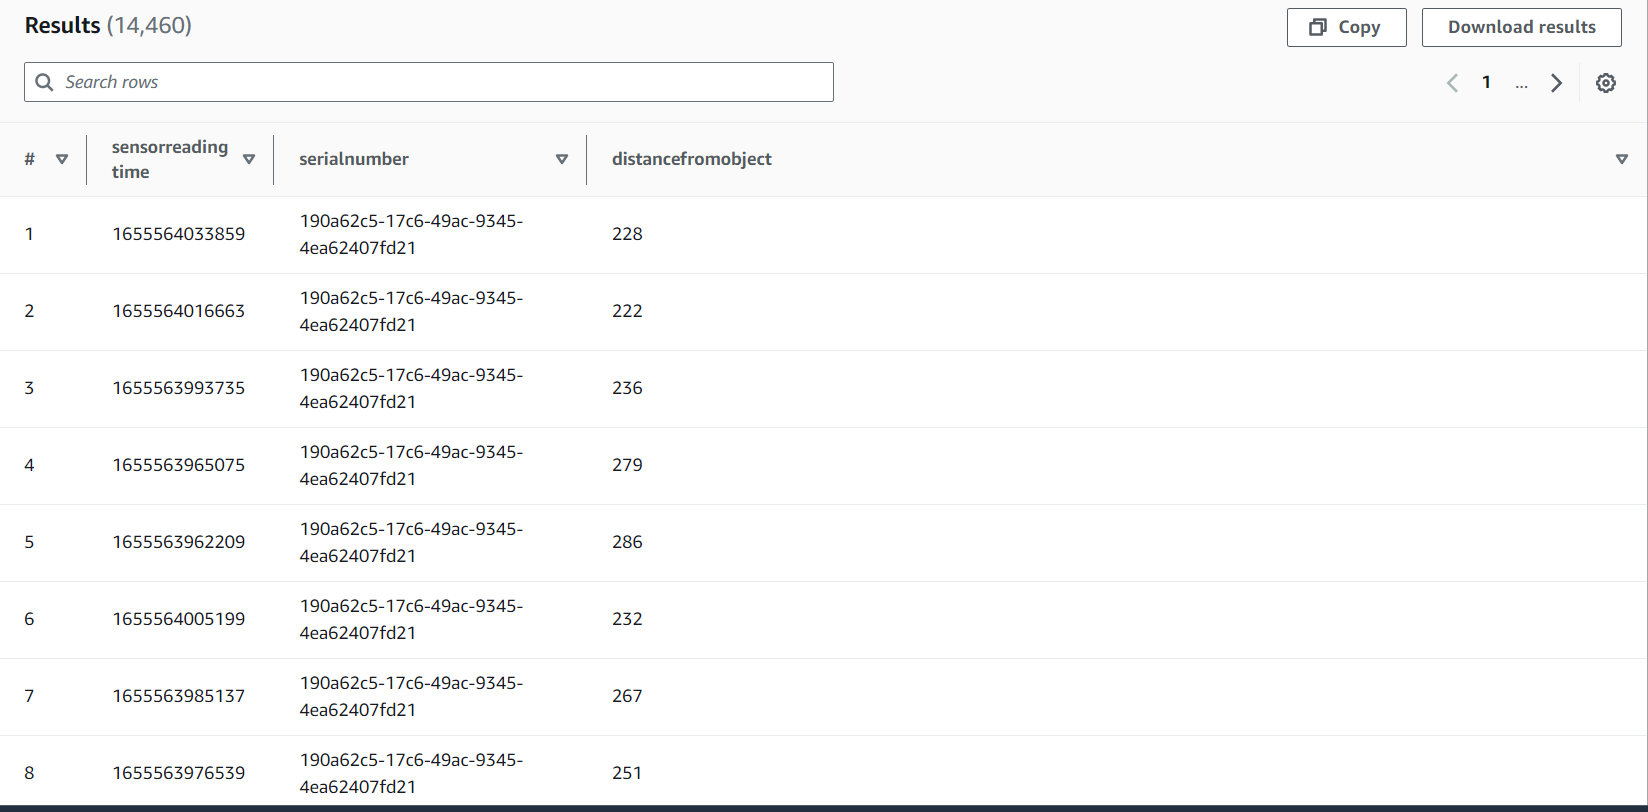 Results (14,460)
Copy
Download results
Search rows
1 ...
# sensorreading time serialnumber distancefromobject
1 1655564033859 190a62c5-17c6-49ac-9345-4ea62407fd21 228
2 1655564016663 190a62c5-17c6-49ac-9345-4ea62407fd21 222
3 1655563993735 190a62c5-17c6-49ac-9345-4ea62407fd21 236
4 1655563965075 190a62c5-17c6-49ac-9345-4ea62407fd21 279
5 1655563962209 190a62c5-17c6-49ac-9345-4ea62407fd21 286
6 1655564005199 190a62c5-17c6-49ac-9345-4ea62407fd21 232
7 1655563985137 190a62c5-17c6-49ac-9345-4ea62407fd21 267
8 1655563976539 190a62c5-17c6-49ac-9345-4ea62407fd21 251